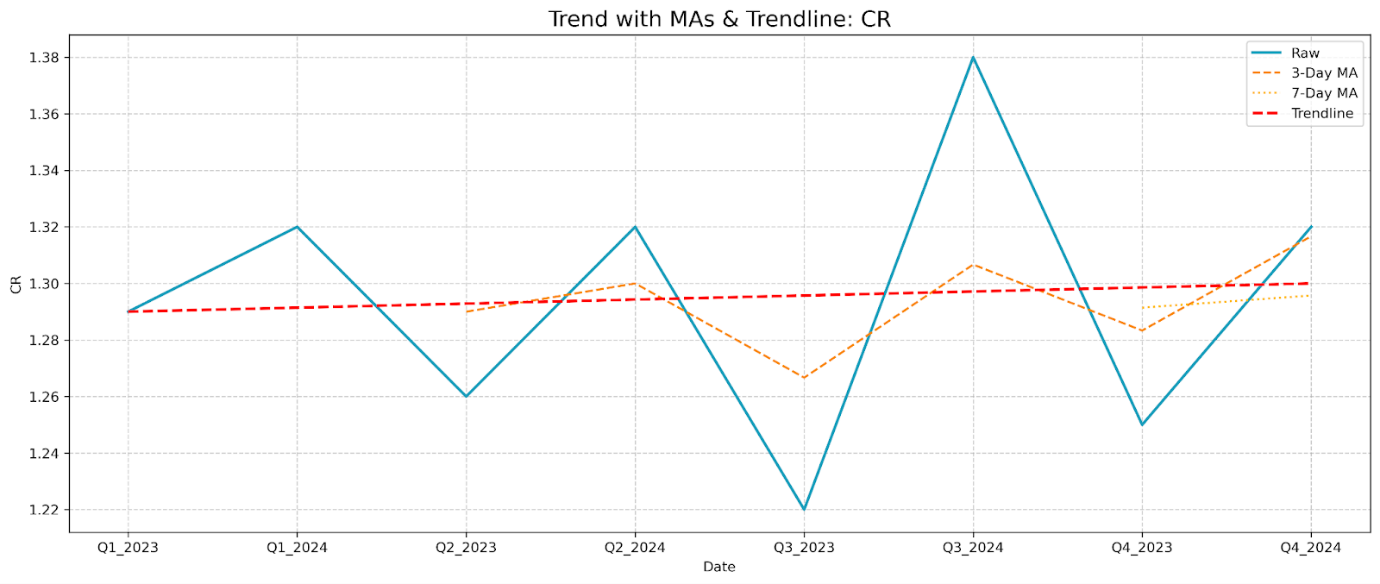 Trend with MAs & Trendline: CR
1.38
1.36
1.34
1.32
1.30
1.28
1.26
1.24
1.22
CR
Raw
3-Day MA
7-Day MA
Trendline
Q1_2023 Q1_2024 Q2_2023 Q2_2024 Q3_2023 Q3_2024 Q4_2023 Q4_2024
Date